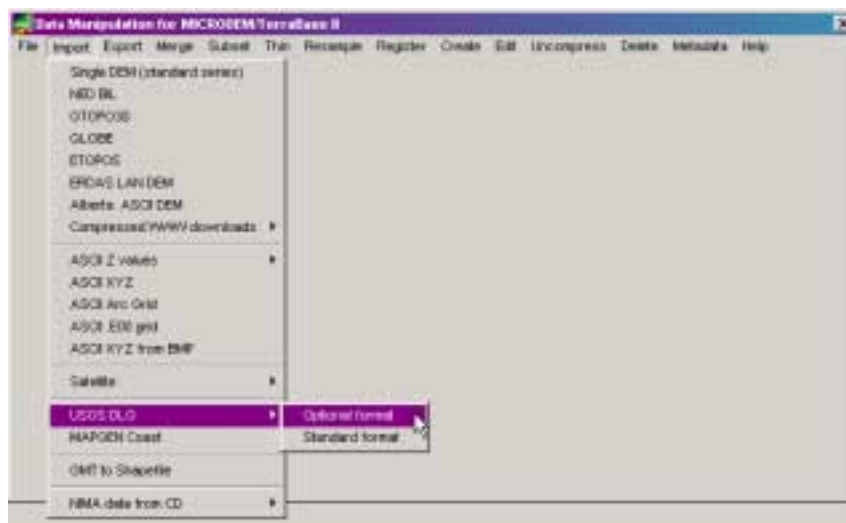 Data Manipulation for MICRODEM/TerraBase II
File Import Export Merge Subset Thin Resample Register Create Edit Uncompress Delete Metadata Help
Single DEM (standard series)
NED BIL
GTOPO30
GLOBE
ETOPO5
ERDAS LAN DEM
Alberta ASCII DEM
Compressed WWW downloads
ASCII Z values
ASCII XYZ
ASCII Arc Grid
ASCII .E00 grid
ASCII XYZ from BMP
Satellite
USGS DLG
Optional format
MAPGEN Coast
Standard format
GMT to Shapefile
NIMA data from CD